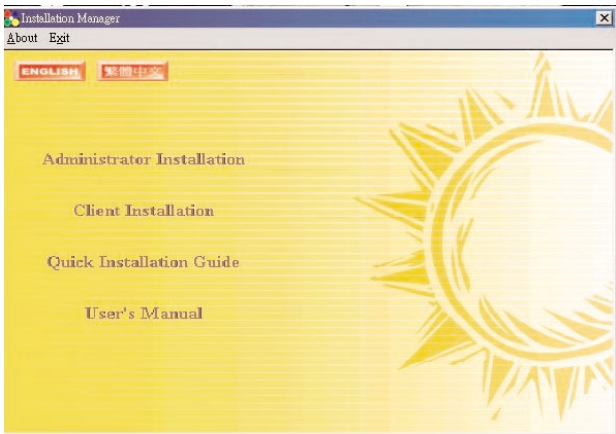 Installation Manager
About Exit
ENGLISH 繁體中文
Administrator Installation
Client Installation
Quick Installation Guide
User's Manual